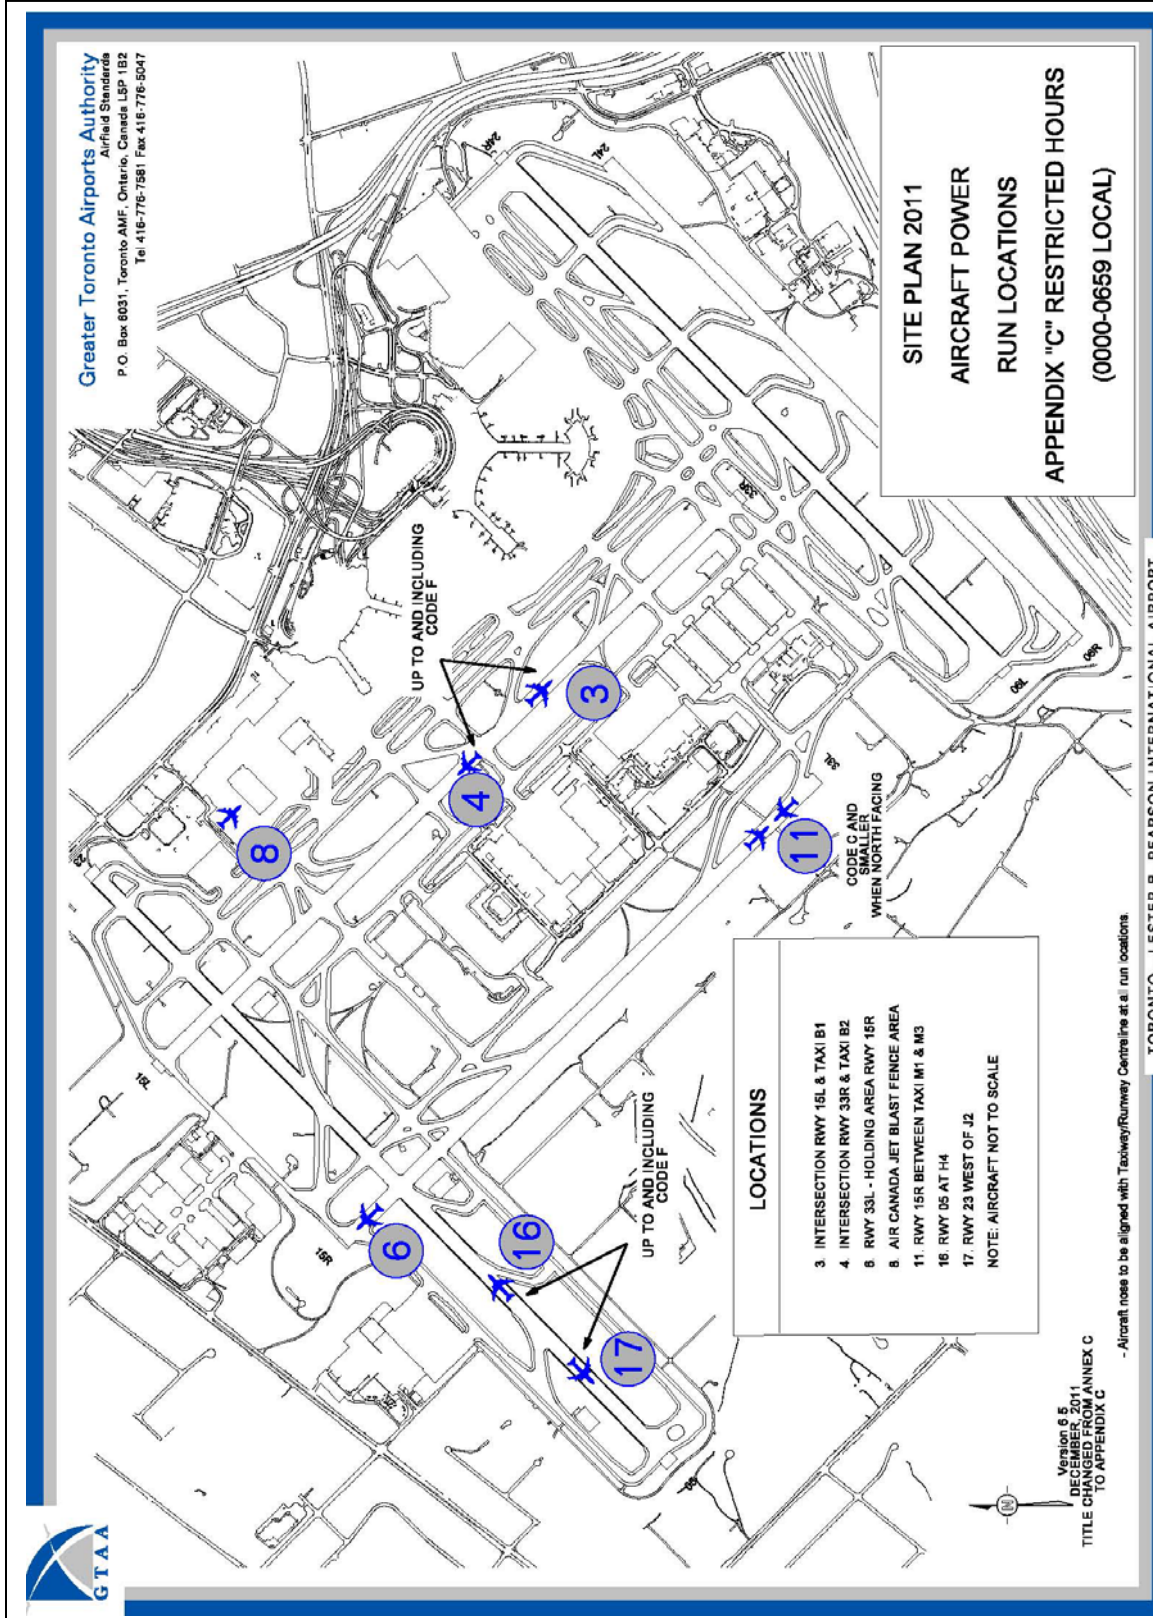 GTAA
Greater Toronto Airports Authority
Airfield Standards
P.O. Box 6031, Toronto AMF, Ontario, Canada L5P 1B2
Tel 416-776-7581 Fax 416-776-5047
23
15L
15R
05
24R
24L
33R
33L
06L
06R
UP TO AND INCLUDING
CODE F
8
4
3
6
16
17
11
UP TO AND INCLUDING
CODE F
CODE C AND
SMALLER
WHEN NORTH FACING
LOCATIONS
3 INTERSECTION RWY 15L & TAXI B1
4 INTERSECTION RWY 33R & TAXI B2
6. RWY 33L - HOLDING AREA RWY 15R
8. AIR CANADA JET BLAST FENCE AREA
11. RWY 15R BETWEEN TAXI M1 & M3
16. RWY 05 AT H4
17. RWY 23 WEST OF J2
NOTE: AIRCRAFT NOT TO SCALE
SITE PLAN 2011
AIRCRAFT POWER
RUN LOCATIONS
APPENDIX "C" RESTRICTED HOURS
(0000-0659 LOCAL)
N
Version 6.5
DECEMBER, 2011
TITLE CHANGED FROM ANNEX C
TO APPENDIX C
- Aircraft nose to be aligned with Taxiway/Runway Centreline at all run locations.
TORONTO - LESTER B. PEARSON INTERNATIONAL AIRPORT